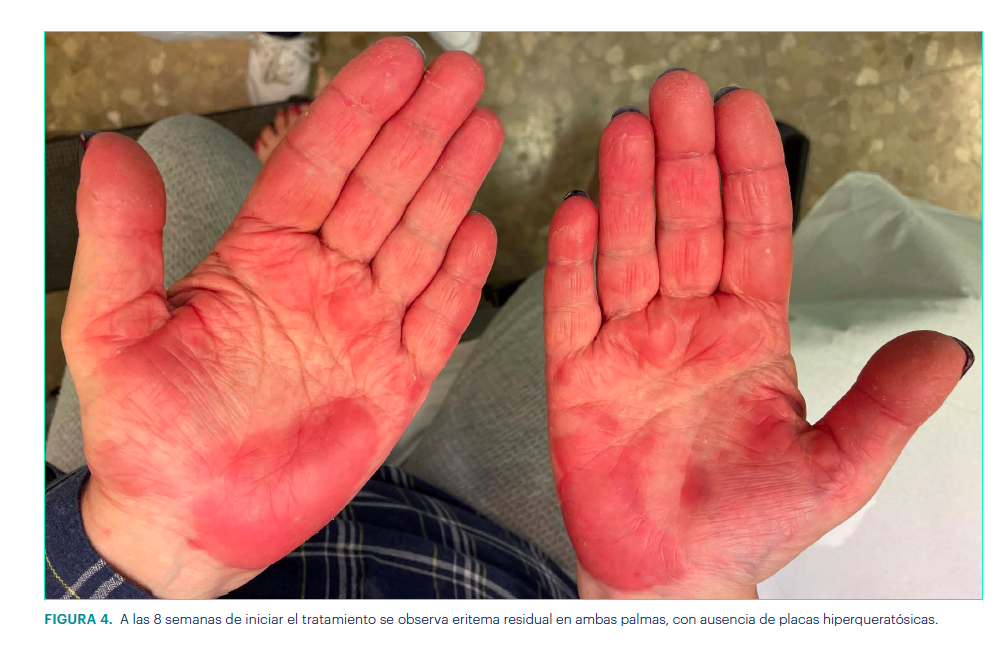 FIGURA 4. A las 8 semanas de iniciar el tratamiento se observa eritema residual en ambas palmas, con ausencia de placas hiperqueratósicas.